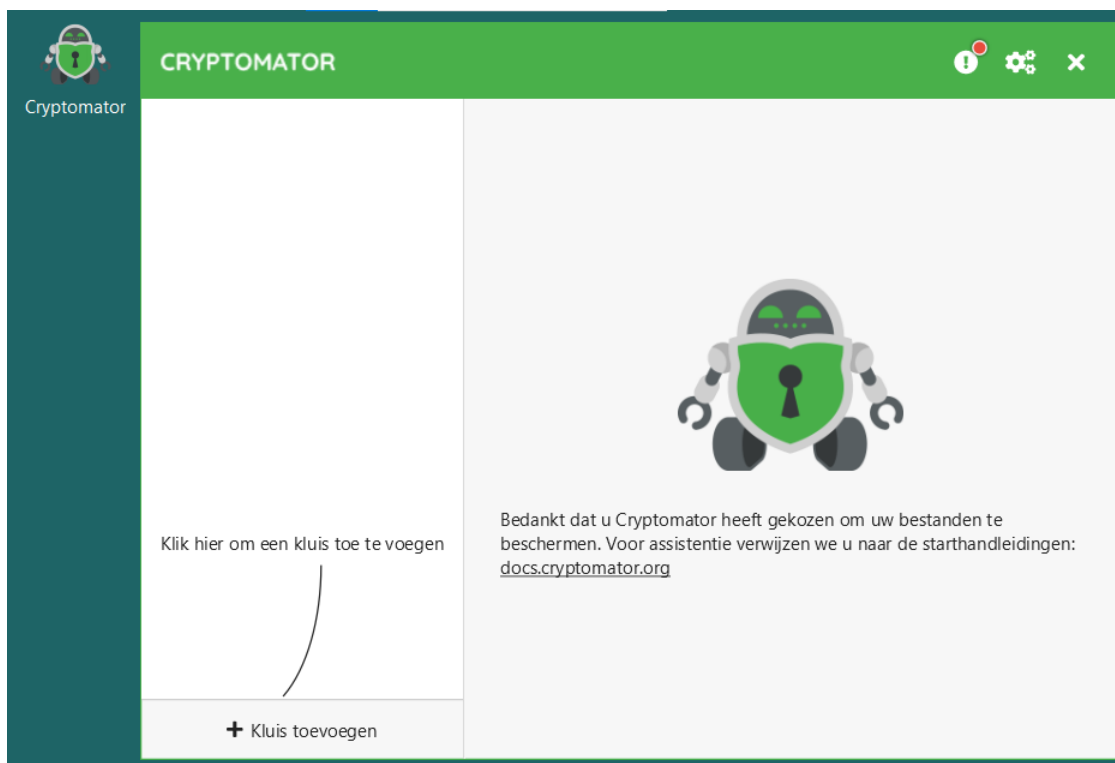 CRYPTOMATOR
Cryptomator
Klik hier om een kluis toe te voegen
Bedankt dat u Cryptomator heeft gekozen om uw bestanden te
beschermen. Voor assistentie verwijzen we u naar de starthandleidingen:
docs.cryptomator.org
+ Kluis toevoegen